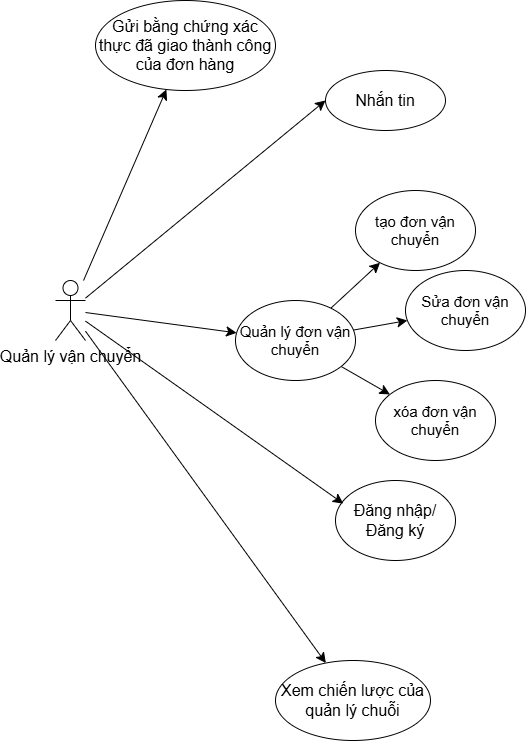 Gửi bằng chứng xác
thực đã giao thành công
của đơn hàng
Nhắn tin
tạo đơn vận
chuyển
Sửa đơn vận
chuyển
Quản lý đơn vận
chuyển
Quản lý vận chuyển
xóa đơn vận
chuyển
Đăng nhập/
Đăng ký
Xem chiến lược của
quản lý chuỗi